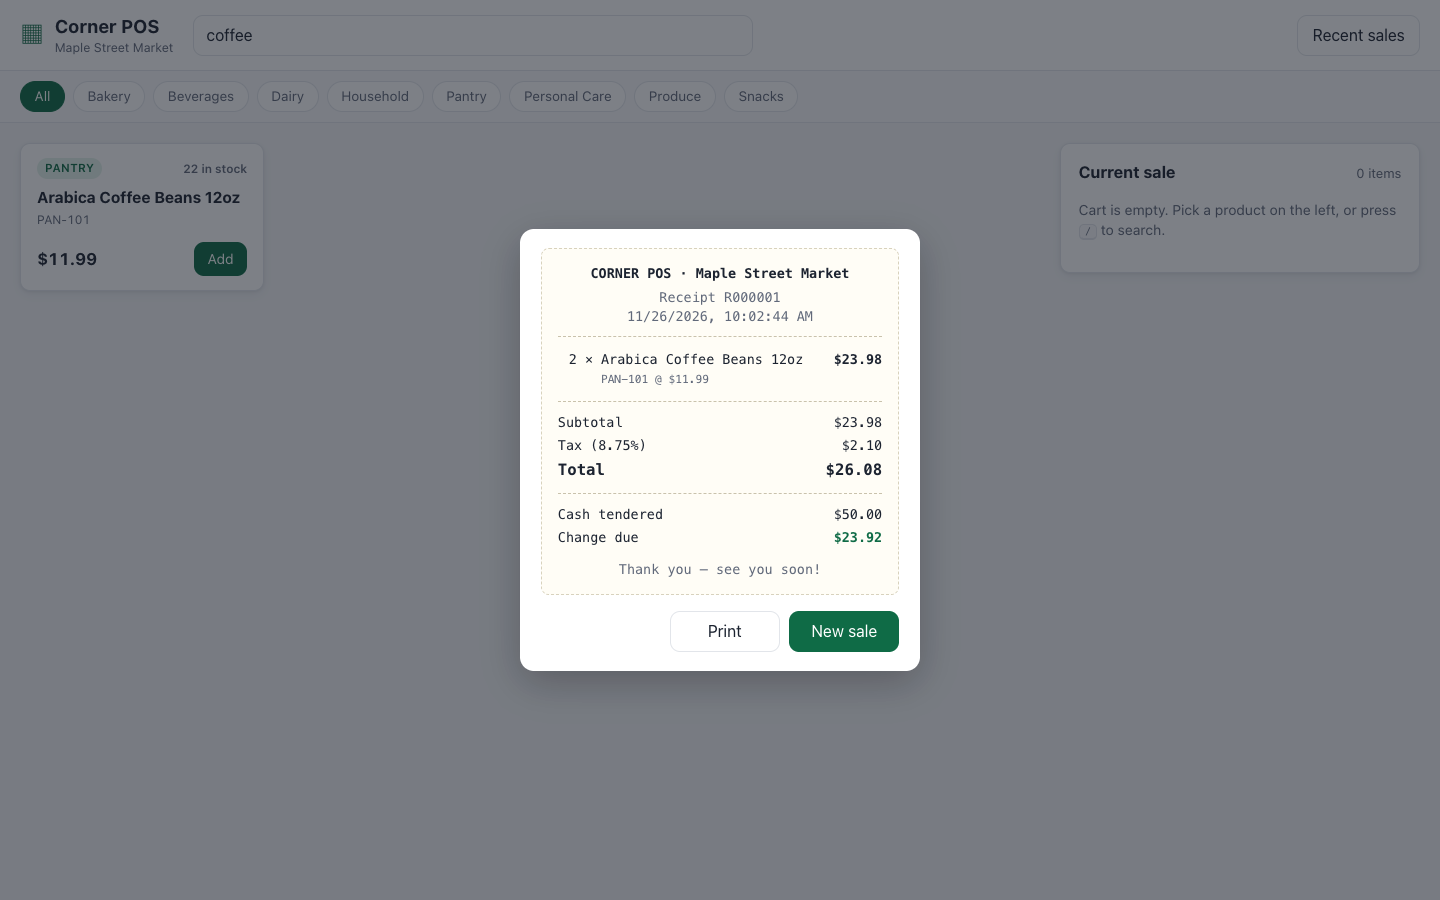 Corner POS
Maple Street Market
coffee
Recent sales
All
Bakery
Beverages
Dairy
Household
Pantry
Personal Care
Produce
Snacks
PANTRY
22 in stock
Arabica Coffee Beans 12oz
PAN-101
$11.99
Add
Current sale
0 items
Cart is empty. Pick a product on the left, or press
/ to search.
CORNER POS · Maple Street Market
Receipt R000001
11/26/2026, 10:02:44 AM
2 × Arabica Coffee Beans 12oz $23.98
PAN-101 @ $11.99
Subtotal $23.98
Tax (8.75%) $2.10
Total $26.08
Cash tendered $50.00
Change due $23.92
Thank you — see you soon!
Print
New sale